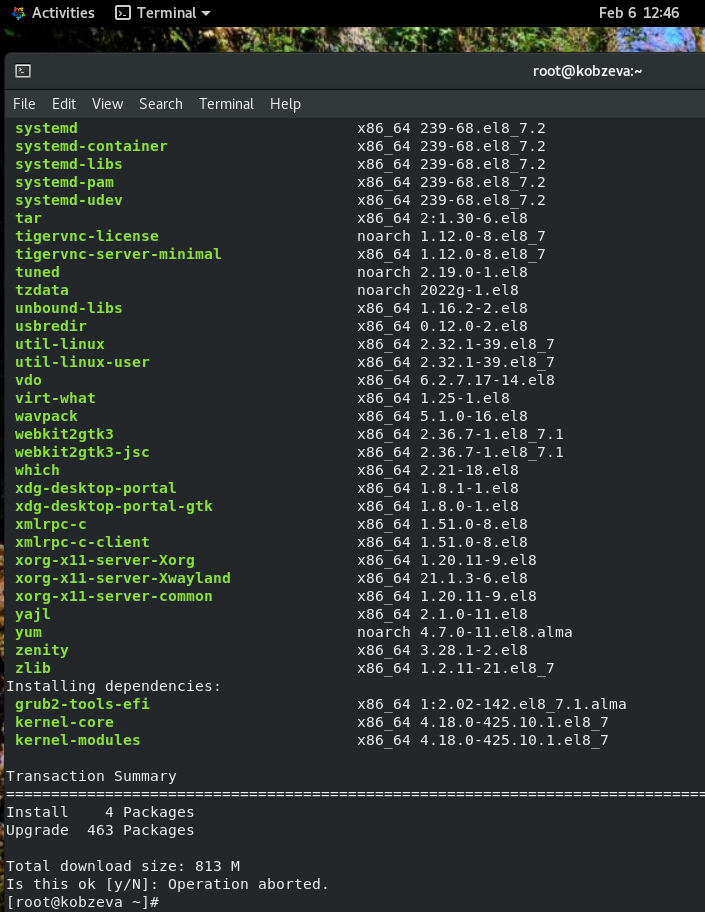 Activities Terminal Feb 6 12:46
root@kobzeva:~
File Edit View Search Terminal Help
systemd x86_64 239-68.el8_7.2
systemd-container x86_64 239-68.el8_7.2
systemd-libs x86_64 239-68.el8_7.2
systemd-pam x86_64 239-68.el8_7.2
systemd-udev x86_64 239-68.el8_7.2
tar x86_64 2:1.30-6.el8
tigervnc-license noarch 1.12.0-8.el8_7
tigervnc-server-minimal x86_64 1.12.0-8.el8_7
tuned noarch 2.19.0-1.el8
tzdata noarch 2022g-1.el8
unbound-libs x86_64 1.16.2-2.el8
usbredir x86_64 0.12.0-2.el8
util-linux x86_64 2.32.1-39.el8_7
util-linux-user x86_64 2.32.1-39.el8_7
vdo x86_64 6.2.7.17-14.el8
virt-what x86_64 1.25-1.el8
wavpack x86_64 5.1.0-16.el8
webkit2gtk3 x86_64 2.36.7-1.el8_7.1
webkit2gtk3-jsc x86_64 2.36.7-1.el8_7.1
which x86_64 2.21-18.el8
xdg-desktop-portal x86_64 1.8.1-1.el8
xdg-desktop-portal-gtk x86_64 1.8.0-1.el8
xmlrpc-c x86_64 1.51.0-8.el8
xmlrpc-c-client x86_64 1.51.0-8.el8
xorg-x11-server-Xorg x86_64 1.20.11-9.el8
xorg-x11-server-Xwayland x86_64 21.1.3-6.el8
xorg-x11-server-common x86_64 1.20.11-9.el8
yajl x86_64 2.1.0-11.el8
yum noarch 4.7.0-11.el8.alma
zenity x86_64 3.28.1-2.el8
zlib x86_64 1.2.11-21.el8_7
Installing dependencies:
grub2-tools-efi x86_64 1:2.02-142.el8_7.1.alma
kernel-core x86_64 4.18.0-425.10.1.el8_7
kernel-modules x86_64 4.18.0-425.10.1.el8_7
Transaction Summary
================================================================================
Install 4 Packages
Upgrade 463 Packages
Total download size: 813 M
Is this ok [y/N]: Operation aborted.
[root@kobzeva ~]#